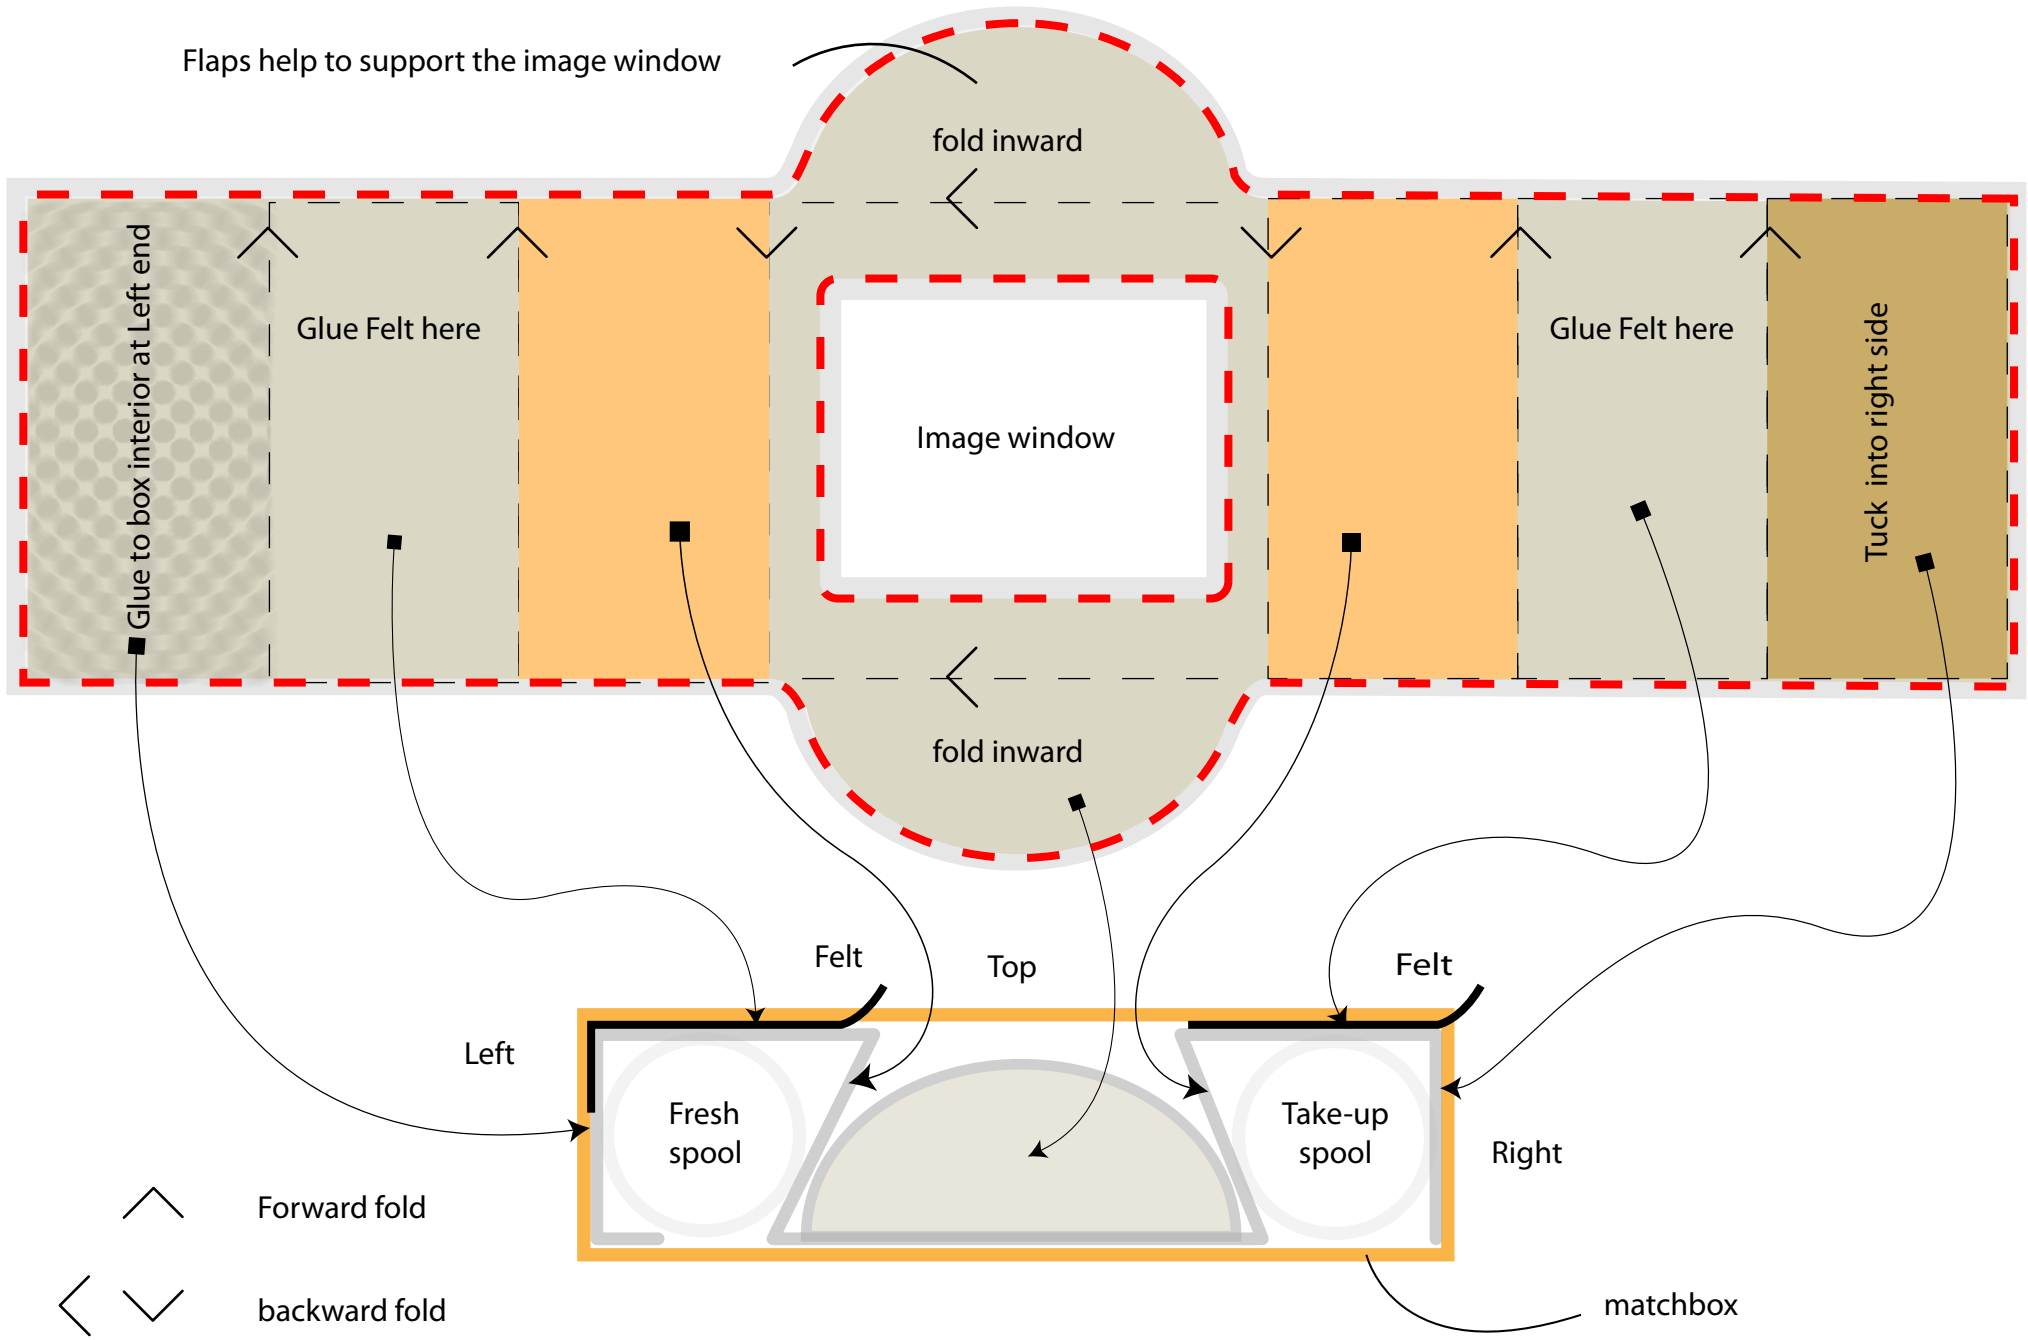 Flaps help to support the image window
fold inward
Glue to box interior at Left end
Glue Felt here
Image window
Glue Felt here
Tuck into right side
fold inward
Felt
Top
Felt
Left
Fresh
spool
Take-up
spool
Right
Forward fold
backward fold
matchbox